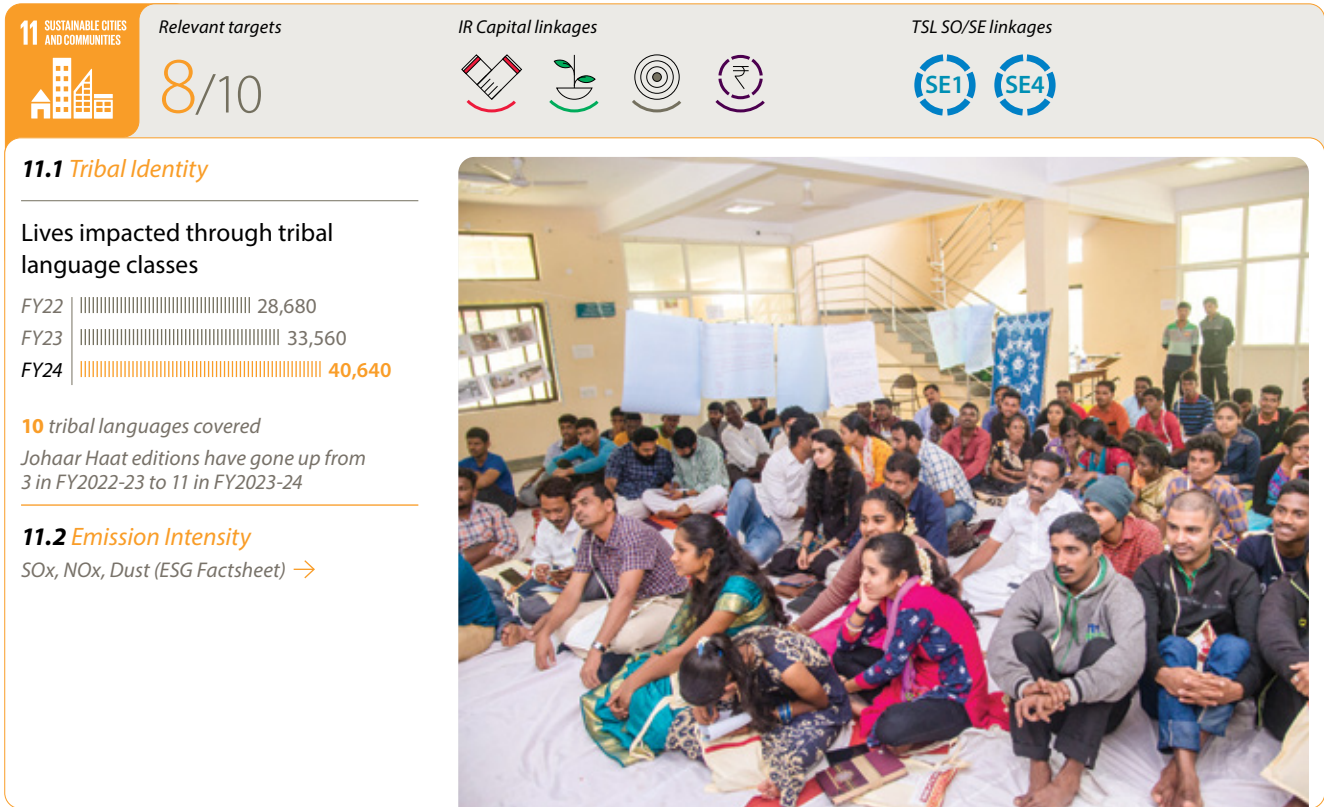 11 SUSTAINABLE CITIES
AND COMMUNITIES
Relevant targets
8/10
IR Capital linkages
₹
TSL SO/SE linkages
SE1 SE4
11.1 Tribal Identity
Lives impacted through tribal
language classes
FY22 28,680
FY23 33,560
FY24 40,640
10 tribal languages covered
Johaar Haat editions have gone up from
3 in FY2022-23 to 11 in FY2023-24
11.2 Emission Intensity
SOx, NOx, Dust (ESG Factsheet) →